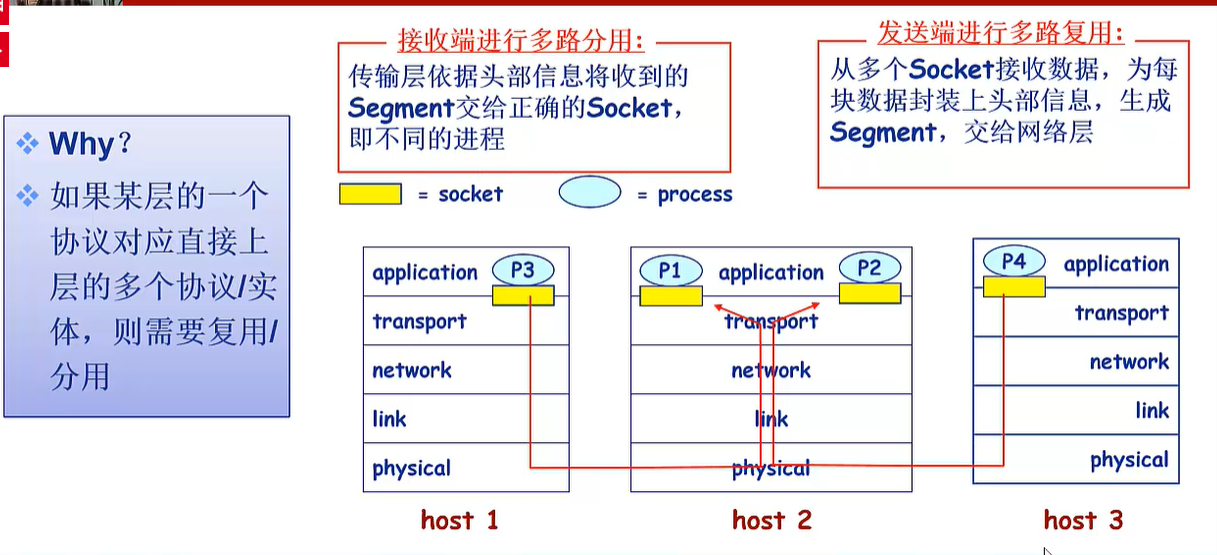 Why?
如果某层的一个
协议对应直接上
层的多个协议/实
体，则需要复用/
分用
接收端进行多路分用:
传输层依据头部信息将收到的
Segment交给正确的Socket，
即不同的进程
发送端进行多路复用:
从多个Socket接收数据，为每
块数据封装上头部信息，生成
Segment，交给网络层
= socket
= process
application P3
transport
network
link
physical
host 1
P1 application P2
transport
network
link
physical
host 2
P4 application
transport
network
link
physical
host 3